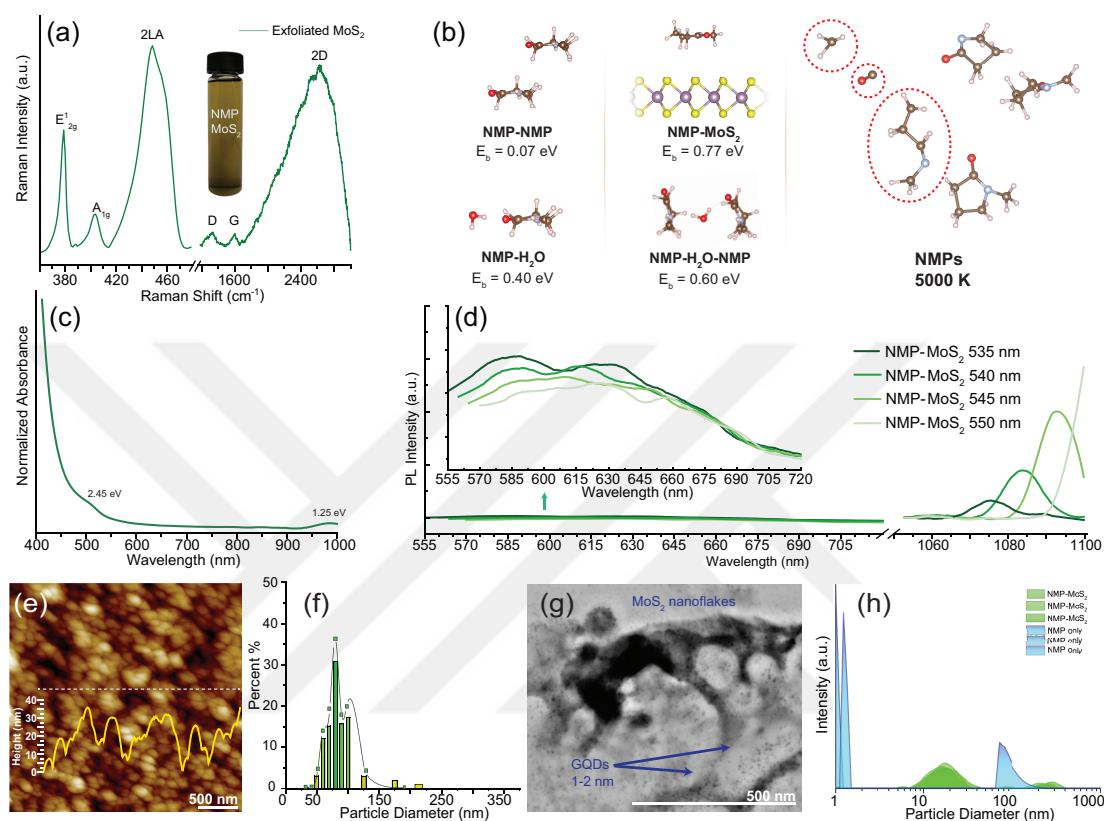 (a)
Exfoliated MoS2
2LA
2D
E12g
A1g
D
G
NMP
MoS2
Raman Intensity (a.u.)
380
420
460
1600
2400
Raman Shift (cm-1)
(b)
NMP-NMP
Eb = 0.07 eV
NMP-MoS2
Eb = 0.77 eV
NMP-H2O
Eb = 0.40 eV
NMP-H2O-NMP
Eb = 0.60 eV
NMPs
5000 K
(c)
Normalized Absorbance
2.45 eV
1.25 eV
400 500 600 700 800 900 1000
Wavelength (nm)
(d)
PL Intensity (a.u.)
NMP-MoS2 535 nm
NMP-MoS2 540 nm
NMP-MoS2 545 nm
NMP-MoS2 550 nm
555 570 585 600 615 630 645 660 675 690 705 720
Wavelength (nm)
555 570 585 600 615 630 645 660 675 690 705
1060 1080 1100
Wavelength (nm)
(e)
Height (nm)
40
30
20
10
0
500 nm
(f)
Percent %
50
40
30
20
10
0
0 50 150 250 350
Particle Diameter (nm)
(g)
MoS2 nanoflakes
GQDs
1-2 nm
500 nm
(h)
NMP-MoS2
NMP-MoS2
NMP-MoS2
NMP only
NMP only
NMP only
Intensity (a.u.)
1 10 100 1000
Particle Diameter (nm)